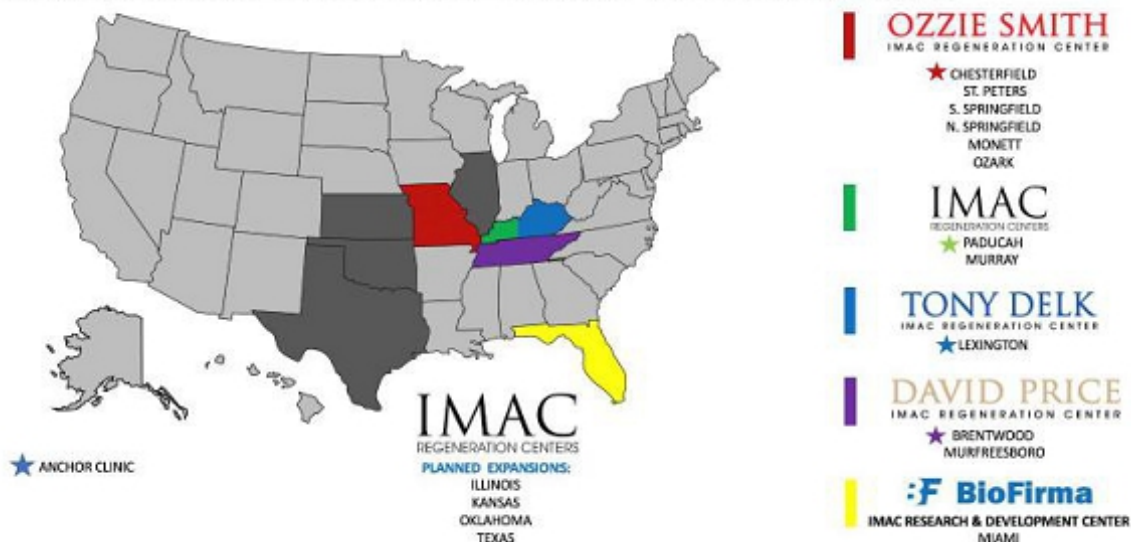 OZZIE SMITH
IMAC REGENERATION CENTER
CHESTERFIELD
ST. PETERS
S. SPRINGFIELD
N. SPRINGFIELD
MONETT
OZARK
IMAC
REGENERATION CENTERS
PADUCAH
MURRAY
TONY DELK
IMAC REGENERATION CENTER
LEXINGTON
DAVID PRICE
IMAC REGENERATION CENTER
BRENTWOOD
MURFREESBORO
BioFirma
IMAC RESEARCH & DEVELOPMENT CENTER
MIAMI
IMAC
REGENERATION CENTERS
PLANNED EXPANSIONS:
ILLINOIS
KANSAS
OKLAHOMA
TEXAS
ANCHOR CLINIC